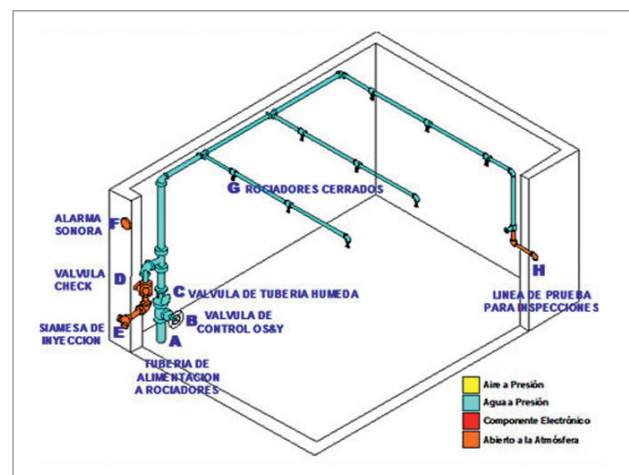 G ROCIADORES CERRADOS
ALARMA
SONORA
F
VALVULA
CHECK
D
SIAMESA DE
INYECCION
E
C VALVULA DE TUBERIA HUMEDA
B VALVULA DE
CONTROL OS&Y
A
TUBERIA DE
ALIMENTACION
A ROCIADORES
H
LINEA DE PRUEBA
PARA INSPECCIONES
Aire a Presión
Agua a Presión
Componente Electrónico
Abierto a la Atmósfera